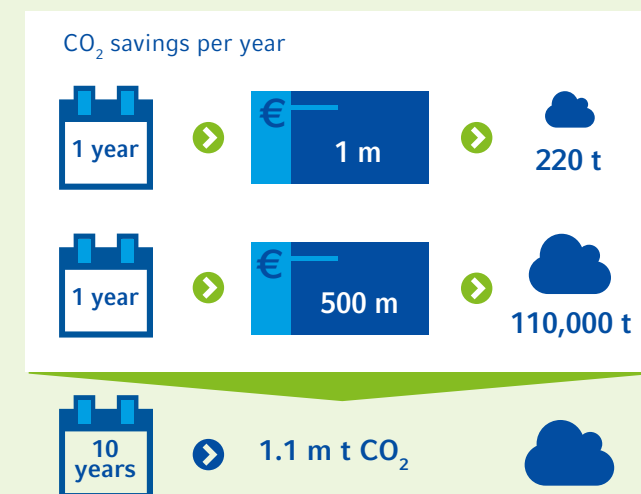 CO₂ savings per year
1 year € 1 m 220 t
1 year € 500 m 110,000 t
10 years 1.1 m t CO₂